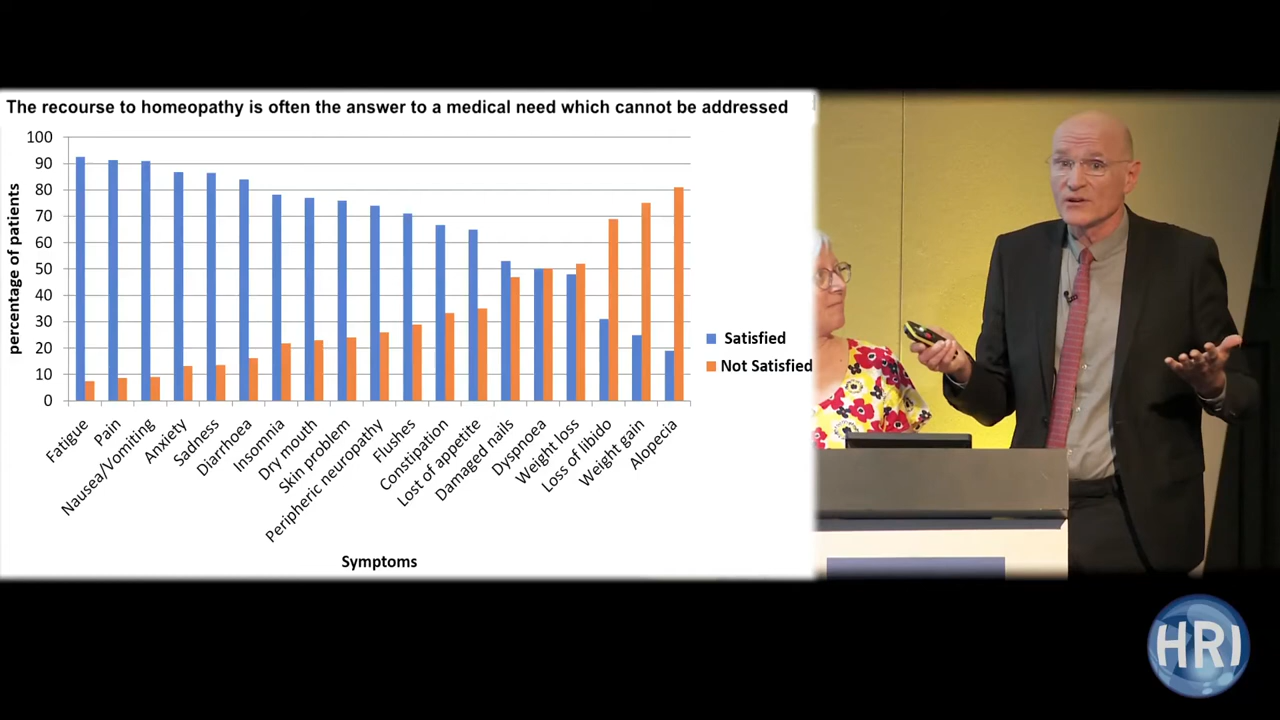 The recourse to homeopathy is often the answer to a medical need which cannot be addressed
100
90
80
70
60
50
40
30
20
10
0
percentage of patients
Fatigue
Pain
Nausea/Vomiting
Anxiety
Sadness
Diarrhoea
Insomnia
Dry mouth
Skin problem
Peripheric neuropathy
Flushes
Constipation
Lost of appetite
Damaged nails
Dyspnoea
Weight loss
Loss of libido
Weight gain
Alopecia
Symptoms
Satisfied
Not Satisfied
HRI